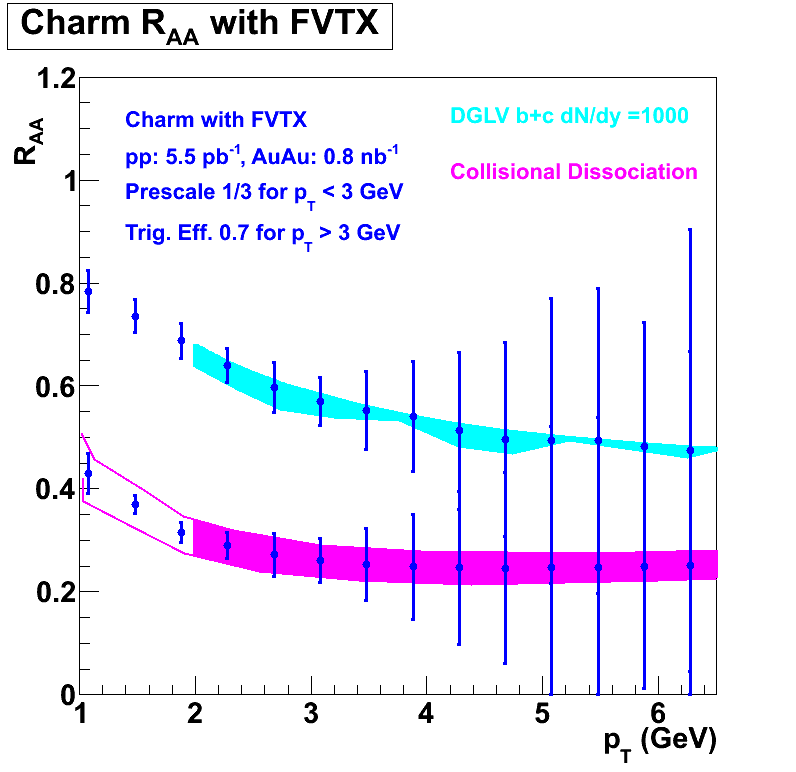 Charm R_AA with FVTX
R_AA
1.2
1
0.8
0.6
0.4
0.2
0
Charm with FVTX
pp: 5.5 pb^-1, AuAu: 0.8 nb^-1
Prescale 1/3 for p_T < 3 GeV
Trig. Eff. 0.7 for p_T > 3 GeV
DGLV b+c dN/dy =1000
Collisional Dissociation
1 2 3 4 5 6
p_T (GeV)